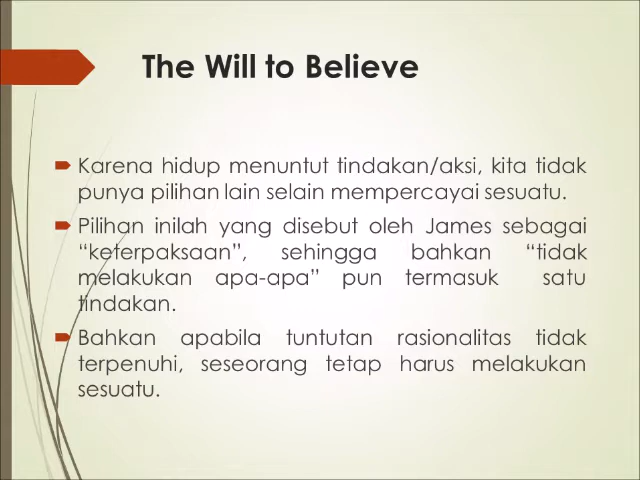 The Will to Believe
Karena hidup menuntut tindakan/aksi, kita tidak
punya pilihan lain selain mempercayai sesuatu.
Pilihan inilah yang disebut oleh James sebagai
“keterpaksaan”, sehingga bahkan “tidak
melakukan apa-apa” pun termasuk satu
tindakan.
Bahkan apabila tuntutan rasionalitas tidak
terpenuhi, seseorang tetap harus melakukan
sesuatu.